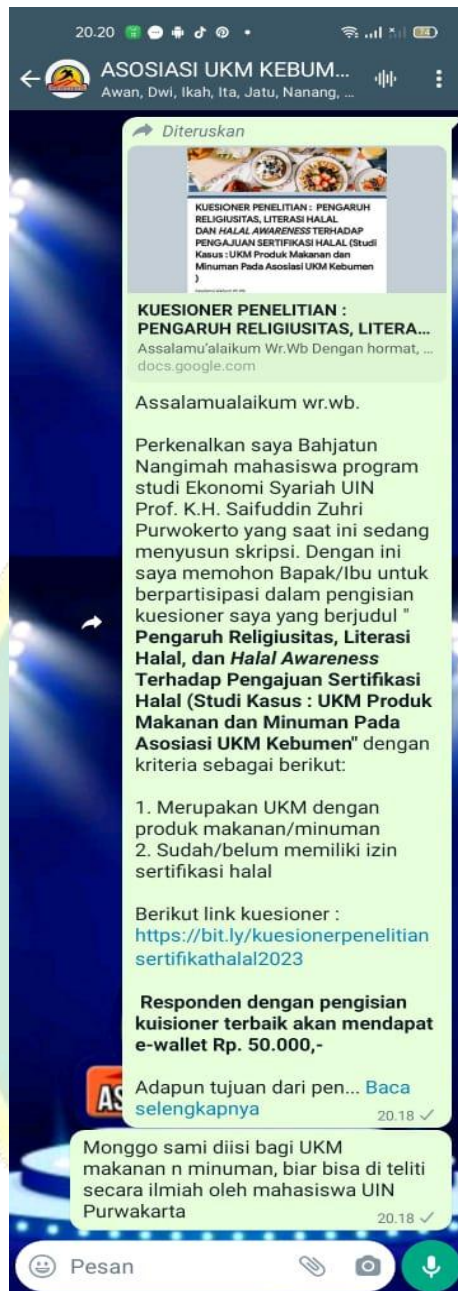 20.20
74
ASOSIASI UKM KEBUM...
Awan, Dwi, Ikah, Ita, Jatu, Nanang, ...
Diteruskan
KUESIONER PENELITIAN : PENGARUH
RELIGIUSITAS, LITERASI HALAL
DAN HALAL AWARENESS TERHADAP
PENGAJUAN SERTIFIKASI HALAL (Studi
Kasus : UKM Produk Makanan dan
Minuman Pada Asosiasi UKM Kebumen
)
KUESIONER PENELITIAN :
PENGARUH RELIGIUSITAS, LITERA...
Assalamu'alaikum Wr.Wb Dengan hormat, ...
docs.google.com
Assalamualaikum wr.wb.
Perkenalkan saya Bahjatun
Nangimah mahasiswa program
studi Ekonomi Syariah UIN
Prof. K.H. Saifuddin Zuhri
Purwokerto yang saat ini sedang
menyusun skripsi. Dengan ini
saya memohon Bapak/Ibu untuk
berpartisipasi dalam pengisian
kuesioner saya yang berjudul "
Pengaruh Religiusitas, Literasi
Halal, dan Halal Awareness
Terhadap Pengajuan Sertifikasi
Halal (Studi Kasus : UKM Produk
Makanan dan Minuman Pada
Asosiasi UKM Kebumen" dengan
kriteria sebagai berikut:
1. Merupakan UKM dengan
produk makanan/minuman
2. Sudah/belum memiliki izin
sertifikasi halal
Berikut link kuesioner :
https://bit.ly/kuesionerpenelitian
sertifikathalal2023
Responden dengan pengisian
kuisioner terbaik akan mendapat
e-wallet Rp. 50.000,-
Adapun tujuan dari pen... Baca
selengkapnya
20.18
AS
Monggo sami diisi bagi UKM
makanan n minuman, biar bisa di teliti
secara ilmiah oleh mahasiswa UIN
Purwakarta
20.18
Pesan